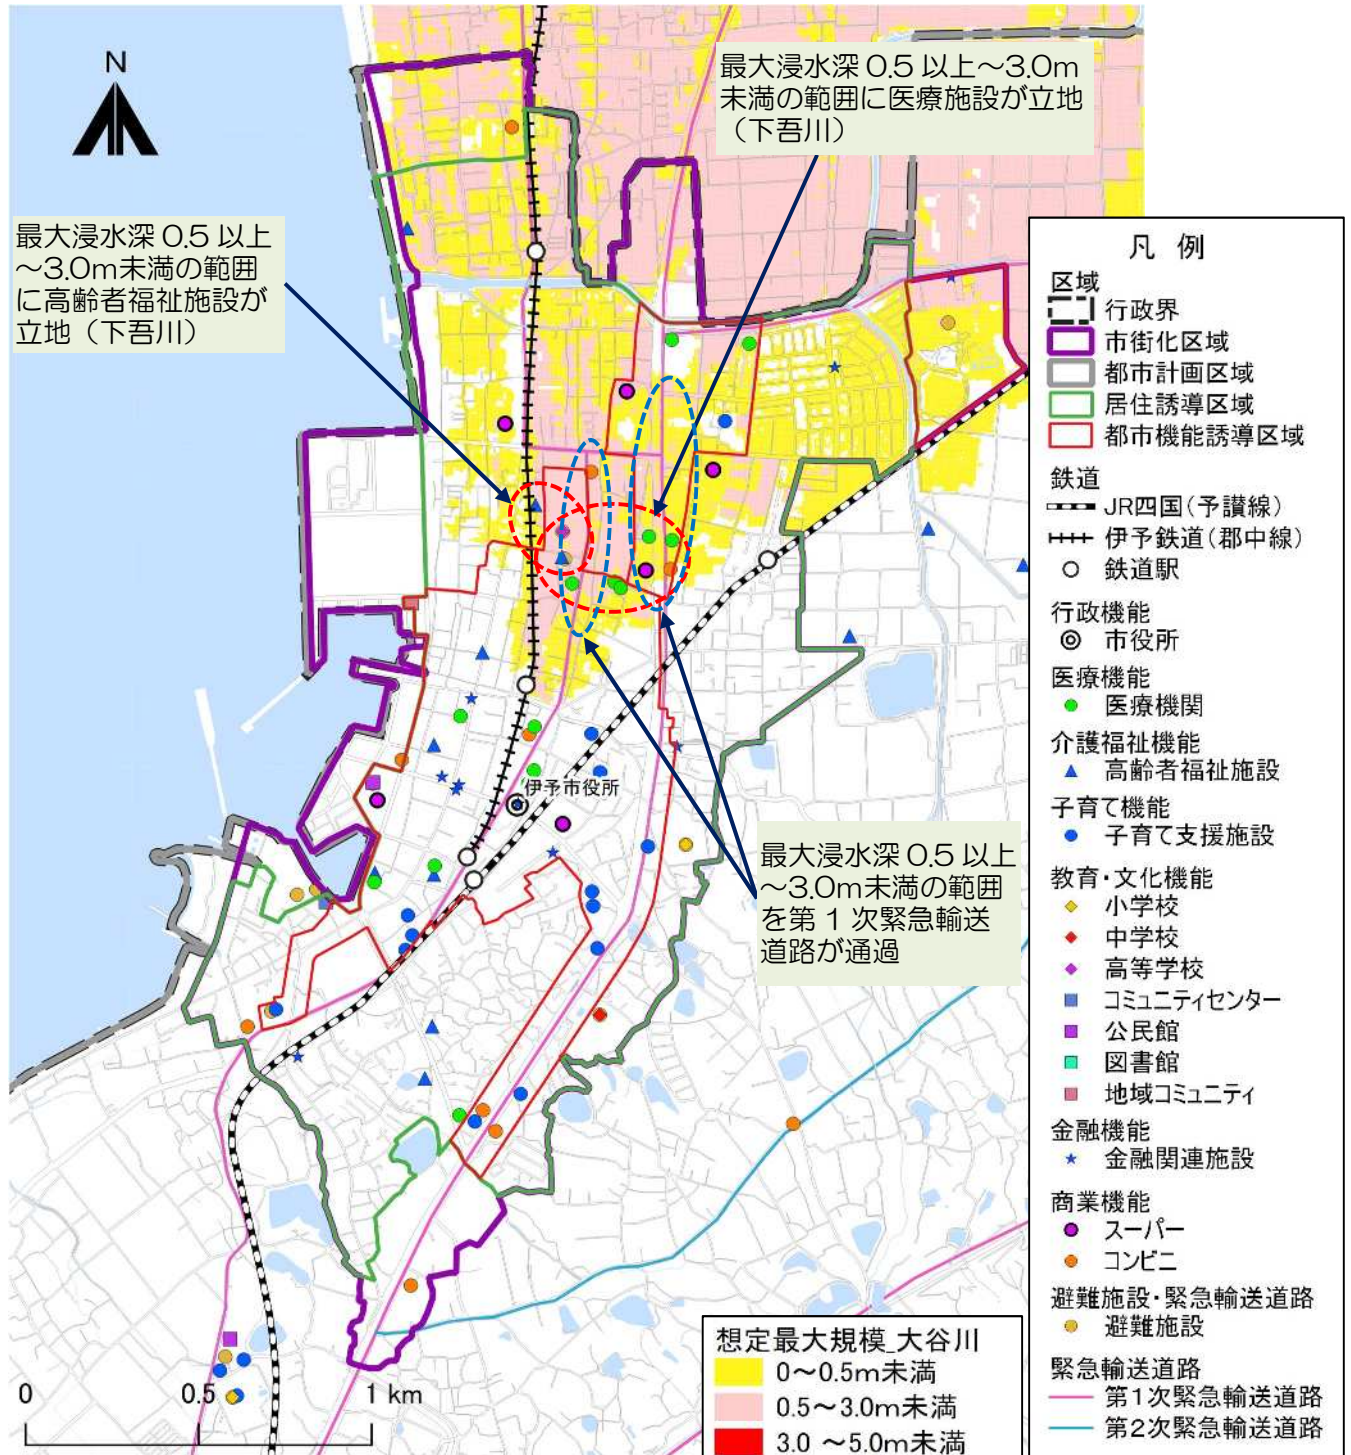 N
最大浸水深 0.5 以上～3.0m
未満の範囲に医療施設が立地
（下吾川）
最大浸水深 0.5 以上
～3.0m未満の範囲
に高齢者福祉施設が
立地（下吾川）
伊予市役所
最大浸水深 0.5 以上
～3.0m未満の範囲
を第 1 次緊急輸送
道路が通過
凡 例
区域
行政界
市街化区域
都市計画区域
居住誘導区域
都市機能誘導区域
鉄道
JR四国(予讃線)
伊予鉄道(郡中線)
鉄道駅
行政機能
市役所
医療機能
医療機関
介護福祉機能
高齢者福祉施設
子育て機能
子育て支援施設
教育・文化機能
小学校
中学校
高等学校
コミュニティセンター
公民館
図書館
地域コミュニティ
金融機能
金融関連施設
商業機能
スーパー
コンビニ
避難施設・緊急輸送道路
避難施設
緊急輸送道路
第1次緊急輸送道路
第2次緊急輸送道路
想定最大規模_大谷川
0～0.5m未満
0.5～3.0m未満
3.0 ～5.0m未満
0 0.5 1 km